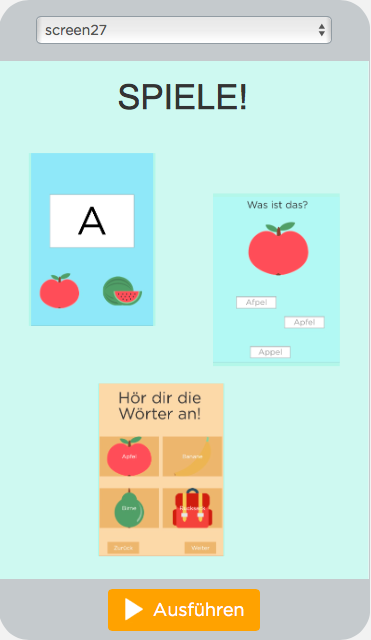 screen27
SPIELE!
A
Was ist das?
Afpel
Apfel
Appel
Hör dir die
Wörter an!
Apfel
Banane
Birne
Rucksack
Zurück
Weiter
Ausführen